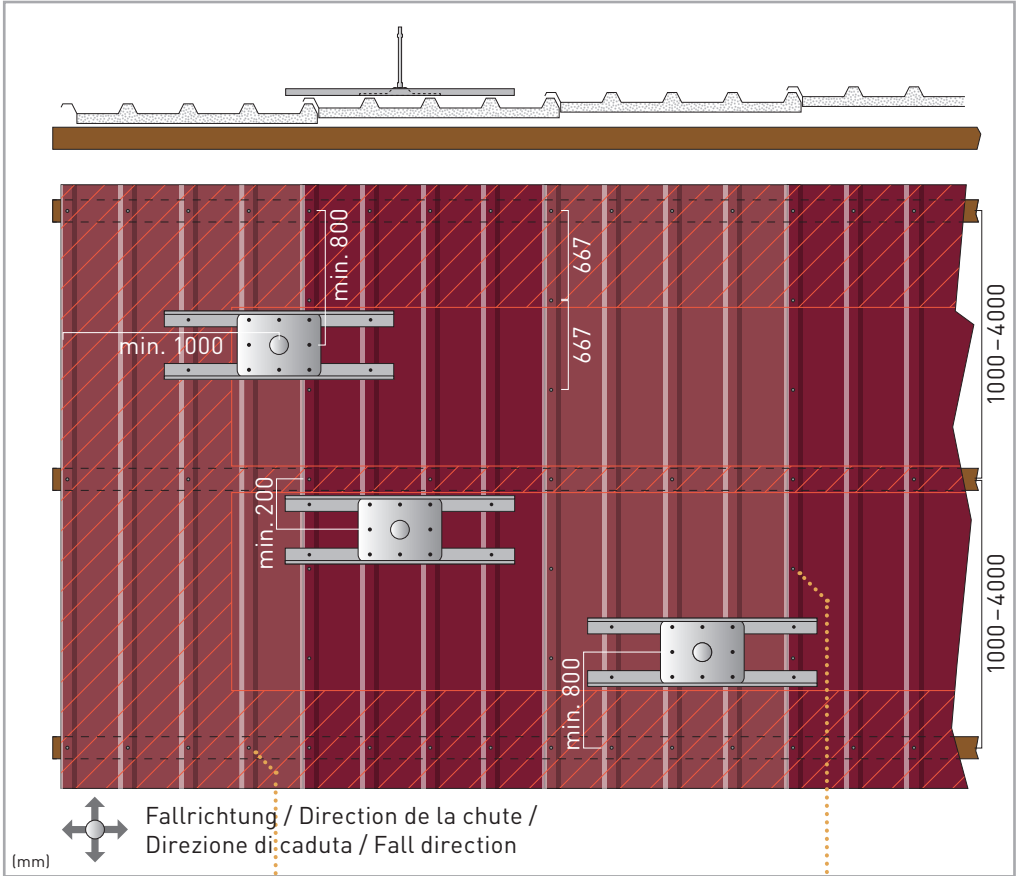 min. 800
667
667
min. 1000
1000 – 4000
min. 200
1000 – 4000
min. 800
Fallrichtung / Direction de la chute /
Direzione di caduta / Fall direction
(mm)